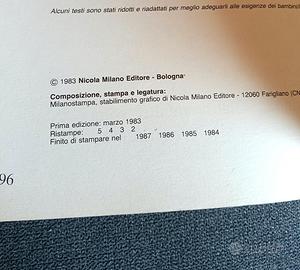 Alcuni testi sono stati ridotti e riadattati per meglio adeguarli alle esigenze dei bambini
© 1983 Nicola Milano Editore - Bologna
Composizione, stampa e legatura:
Milanostampa, stabilimento grafico di Nicola Milano Editore - 12060 Farigliano (CN
Prima edizione: marzo 1983
Ristampe: 5 4 3 2
Finito di stampare nel 1987 1986 1985 1984
96